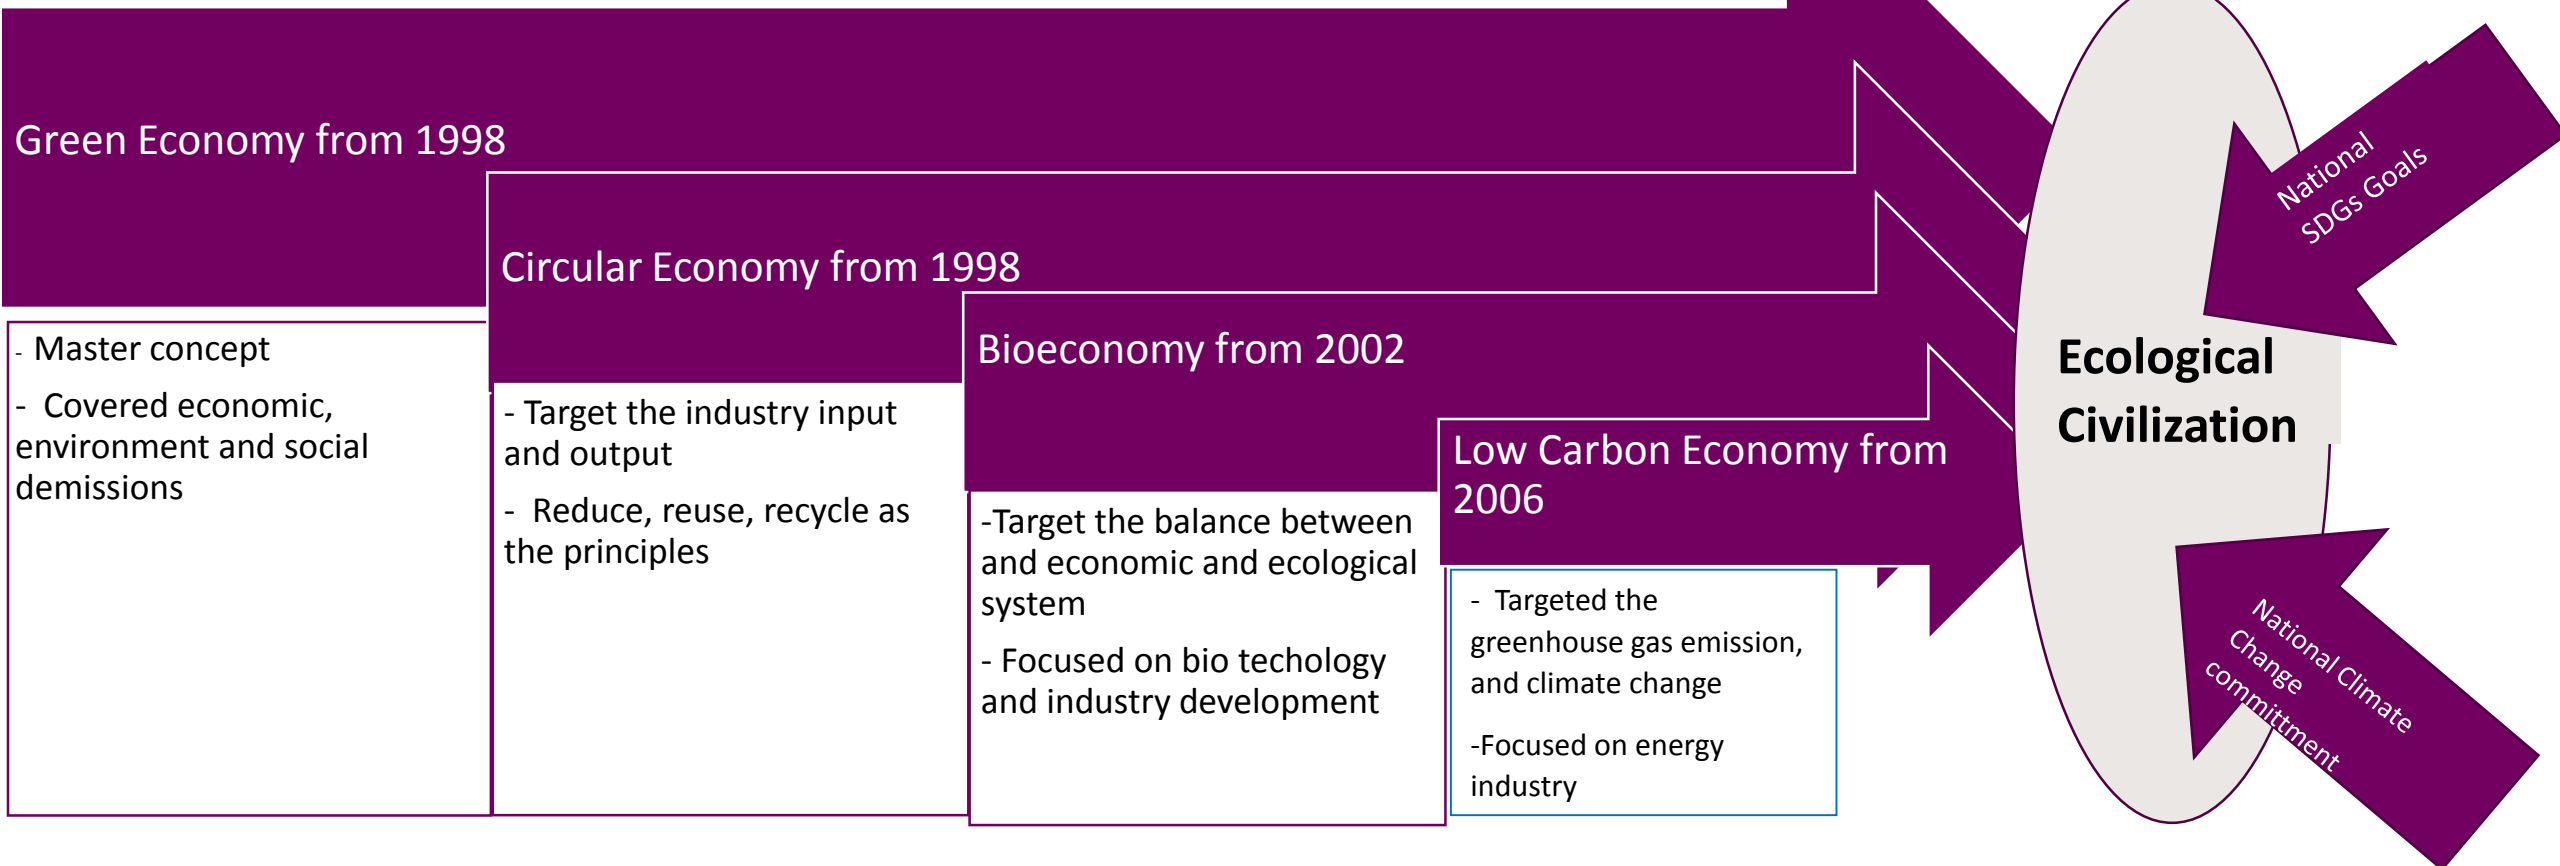 Green Economy from 1998
- Master concept
- Covered economic,
environment and social
demissions
Circular Economy from 1998
- Target the industry input
and output
- Reduce, reuse, recycle as
the principles
Bioeconomy from 2002
-Target the balance between
and economic and ecological
system
- Focused on bio techology
and industry development
Low Carbon Economy from
2006
- Targeted the
greenhouse gas emission,
and climate change
-Focused on energy
industry
Ecological
Civilization
National
SDGs Goals
National Climate
Change
committment